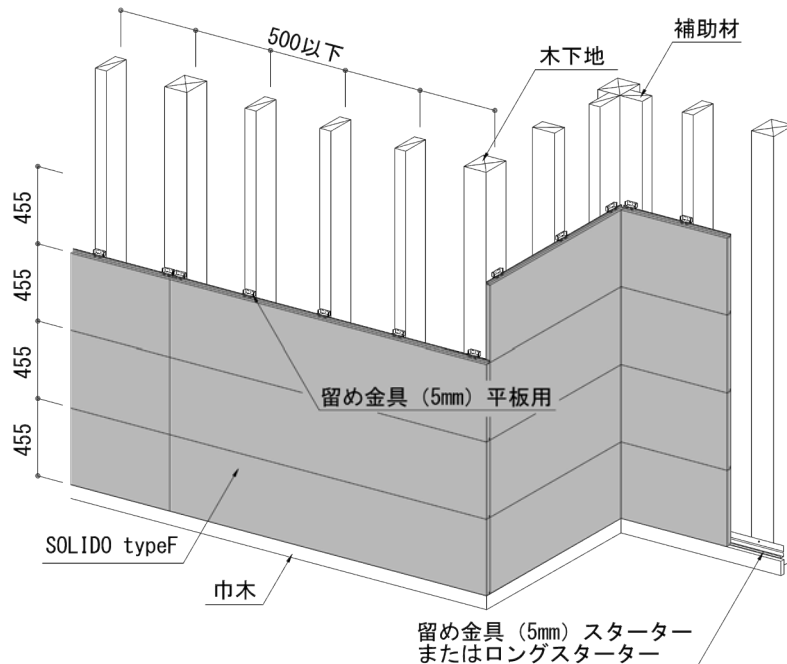 500以下
補助材
木下地
455
455
455
455
留め金具（5mm）平板用
SOLIDO typeF
巾木
留め金具（5mm）スターター
またはロングスターター